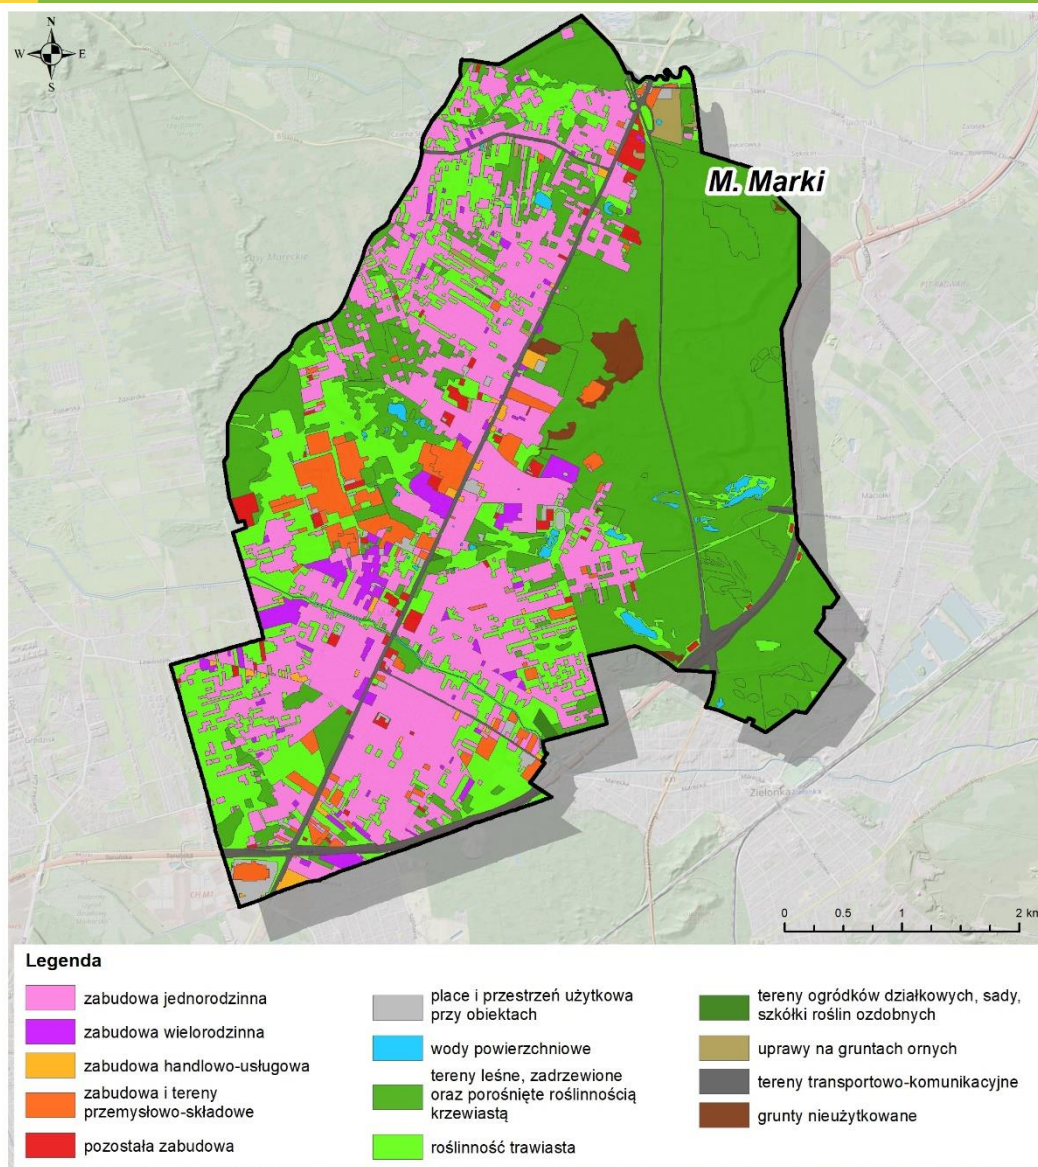 N
W E
S
M. Marki
Zielonka
0 0.5 1 2 km
Legenda
zabudowa jednorodzinna
zabudowa wielorodzinna
zabudowa handlowo-usługowa
zabudowa i tereny
przemysłowo-składowe
pozostała zabudowa
place i przestrzeń użytkowa
przy obiektach
wody powierzchniowe
tereny leśne, zadrzewione
oraz porośnięte roślinnością
krzewiastą
roślinność trawiasta
tereny ogródków działkowych, sady,
szkółki roślin ozdobnych
uprawy na gruntach ornych
tereny transportowo-komunikacyjne
grunty nieużytkowane